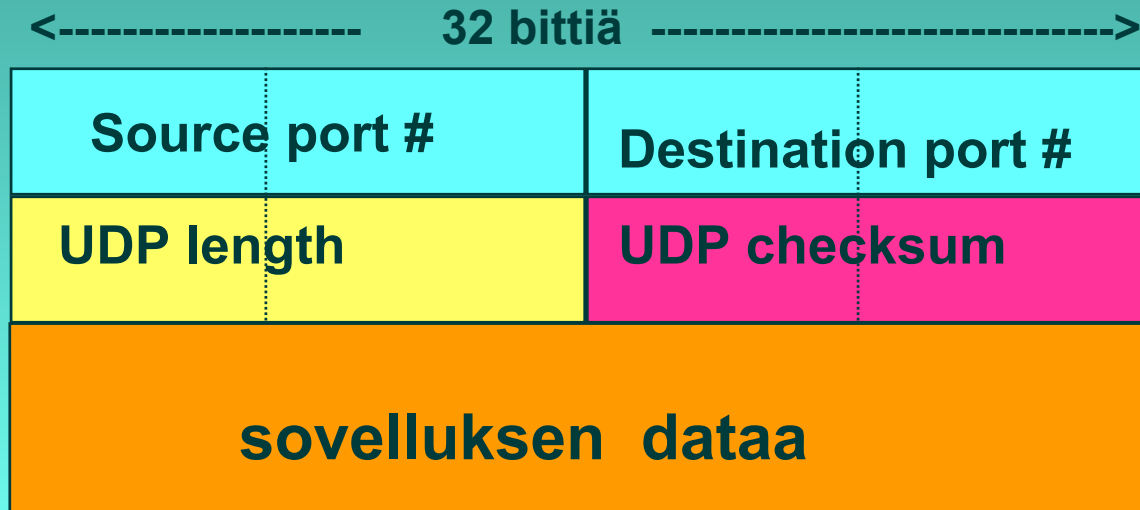 <------------------- 32 bittiä ----------------------------->
Source port # Destination port #
UDP length UDP checksum
sovelluksen dataa